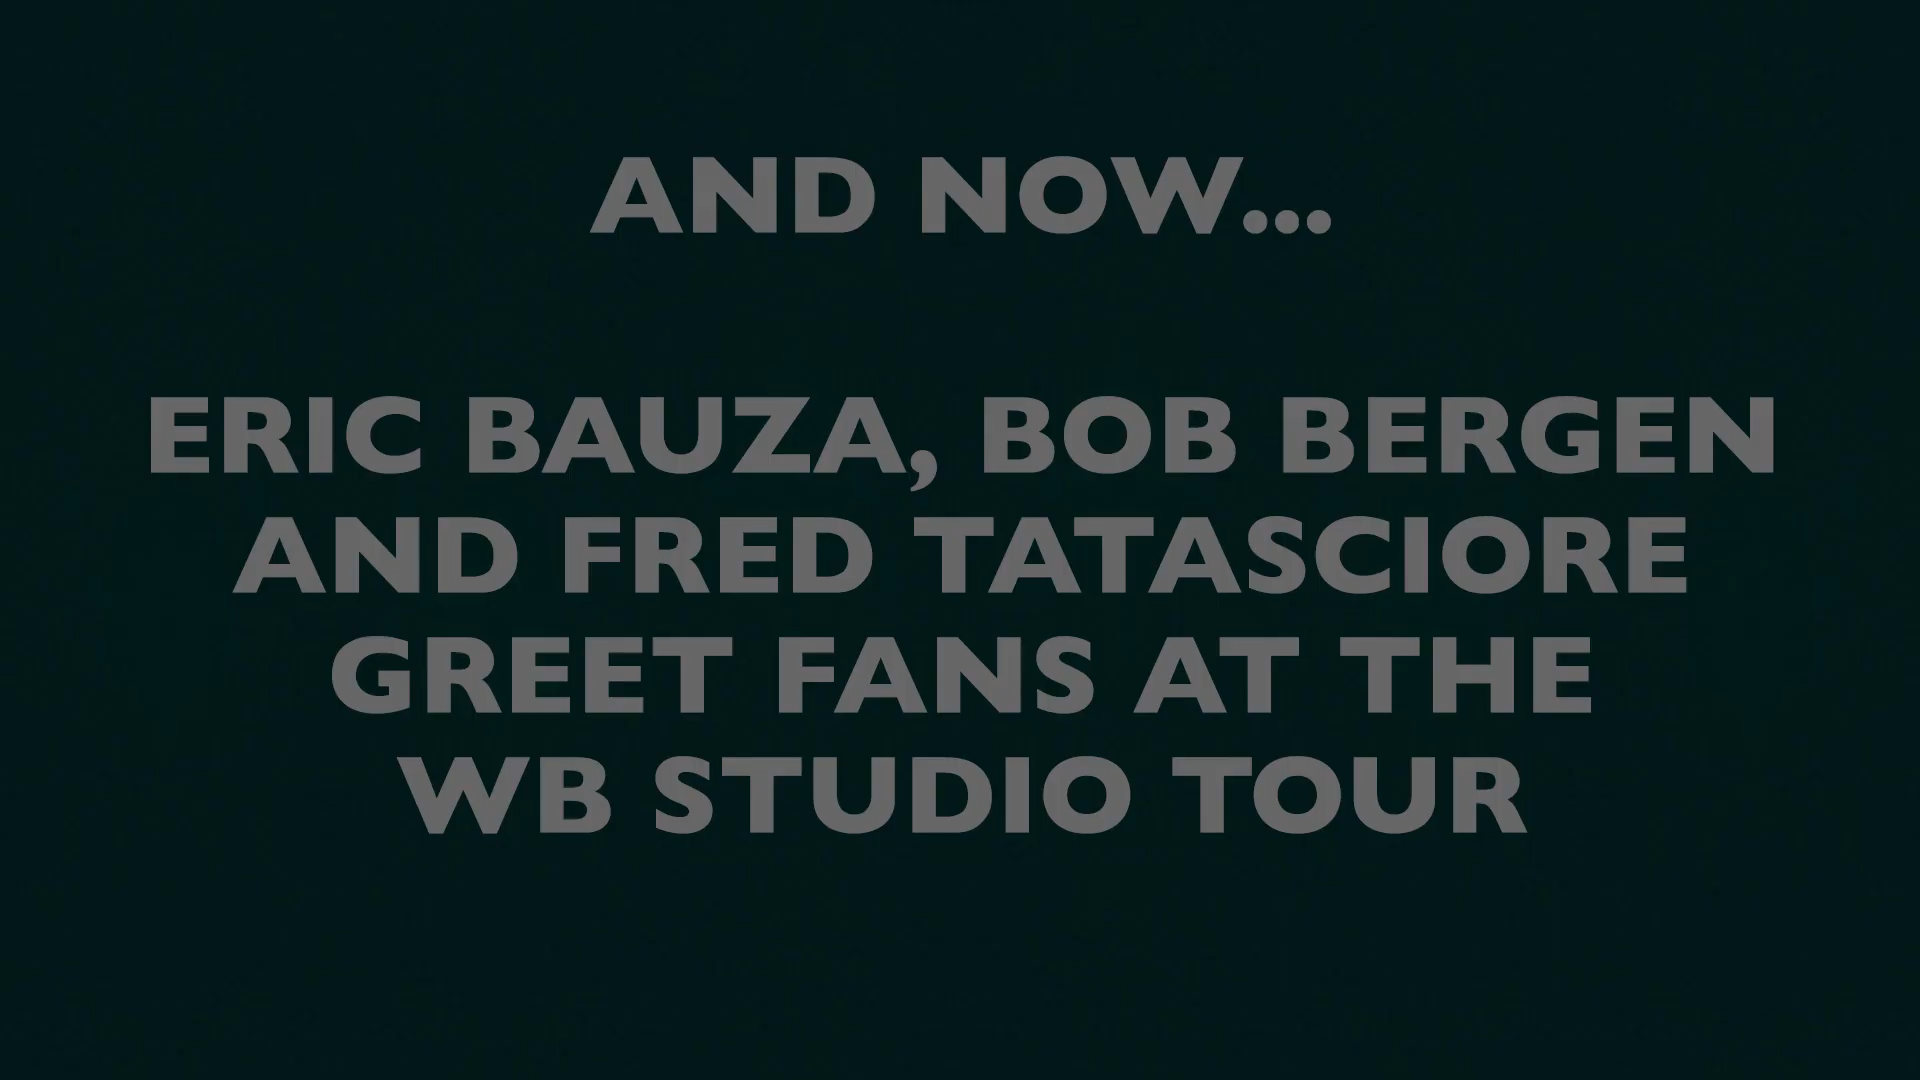 AND NOW...
ERIC BAUZA, BOB BERGEN
AND FRED TATASCIORE
GREET FANS AT THE
WB STUDIO TOUR